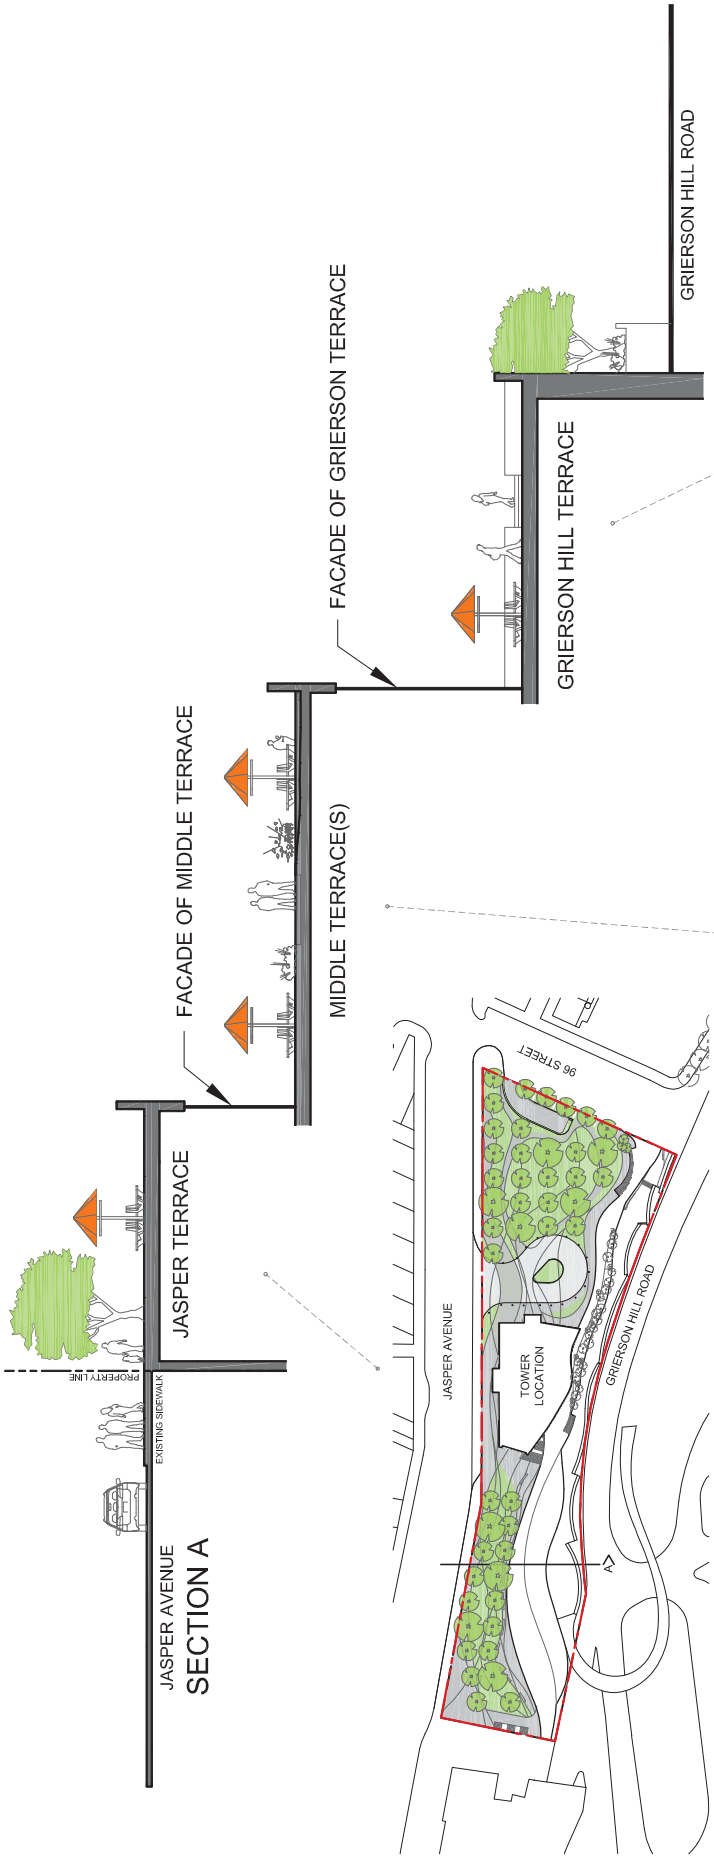 PROPERTY LINE
EXISTING SIDEWALK
JASPER AVENUE
SECTION A
JASPER TERRACE
FACADE OF MIDDLE TERRACE
MIDDLE TERRACE(S)
FACADE OF GRIERSON TERRACE
GRIERSON HILL TERRACE
GRIERSON HILL ROAD
JASPER AVENUE
TOWER
LOCATION
96 STREET
GRIERSON HILL ROAD
A